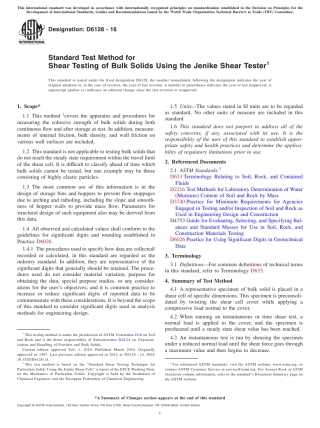 This international standard was developed in accordance with internationally recognized principles on standardization established in the Decision on Principles for the
Development of International Standards, Guides and Recommendations issued by the World Trade Organization Technical Barriers to Trade (TBT) Committee.
Designation: D6128 − 16
INTERNATIONAL
Standard Test Method for
Shear Testing of Bulk Solids Using the Jenike Shear Tester¹
This standard is issued under the fixed designation D6128; the number immediately following the designation indicates the year of
original adoption or, in the case of revision, the year of last revision. A number in parentheses indicates the year of last reapproval. A
superscript epsilon (ε) indicates an editorial change since the last revision or reapproval.
1. Scope*
1.1 This method ²covers the apparatus and procedures for
measuring the cohesive strength of bulk solids during both
continuous flow and after storage at rest. In addition, measure-
ments of internal friction, bulk density, and wall friction on
various wall surfaces are included.
1.2 This standard is not applicable to testing bulk solids that
do not reach the steady state requirement within the travel limit
of the shear cell. It is difficult to classify ahead of time which
bulk solids cannot be tested, but one example may be those
consisting of highly elastic particles.
1.3 The most common use of this information is in the
design of storage bins and hoppers to prevent flow stoppages
due to arching and ratholing, including the slope and smooth-
ness of hopper walls to provide mass flow. Parameters for
structural design of such equipment also may be derived from
this data.
1.4 All observed and calculated values shall conform to the
guidelines for significant digits and rounding established in
Practice D6026.
1.4.1 The procedures used to specify how data are collected/
recorded or calculated, in this standard are regarded as the
industry standard. In addition, they are representative of the
significant digits that generally should be retained. The proce-
dures used do not consider material variation, purpose for
obtaining the data, special purpose studies, or any consider-
ations for the user's objectives; and it is common practice to
increase or reduce significant digits of reported data to be
commensurate with these considerations. It is beyond the scope
of this standard to consider significant digits used in analysis
methods for engineering design.
1.5 Units—The values stated in SI units are to be regarded
as standard. No other units of measure are included in this
standard
1.6 This standard does not purport to address all of the
safety concerns, if any, associated with its use. It is the
responsibility of the user of this standard to establish appro-
priate safety and health practices and determine the applica-
bility of regulatory limitations prior to use.
2. Referenced Documents
2.1 ASTM Standards:³
D653 Terminology Relating to Soil, Rock, and Contained
Fluids
D2216 Test Methods for Laboratory Determination of Water
(Moisture) Content of Soil and Rock by Mass
D3740 Practice for Minimum Requirements for Agencies
Engaged in Testing and/or Inspection of Soil and Rock as
Used in Engineering Design and Construction
D4753 Guide for Evaluating, Selecting, and Specifying Bal-
ances and Standard Masses for Use in Soil, Rock, and
Construction Materials Testing
D6026 Practice for Using Significant Digits in Geotechnical
Data
3. Terminology
3.1 Definitions—For common definitions of technical terms
in this standard, refer to Terminology D653.
4. Summary of Test Method
4.1 A representative specimen of bulk solid is placed in a
shear cell of specific dimensions. This specimen is preconsoli-
dated by twisting the shear cell cover while applying a
compressive load normal to the cover.
4.2 When running an instantaneous or time shear test, a
normal load is applied to the cover, and the specimen is
presheared until a steady state shear value has been reached.
4.3 An instantaneous test is run by shearing the specimen
under a reduced normal load until the shear force goes through
a maximum value and then begins to decrease.
¹ This testing method is under the jurisdiction of ASTM Committee D18 on Soil
and Rock and is the direct responsibility of Subcommittee D18.24 on Character-
ization and Handling of Powders and Bulk Solids.
Current edition approved Feb. 1, 2016. Published March 2016. Originally
approved in 1997. Last previous edition approved in 2014 as D6128 – 14. DOI:
10.1520/D6128-16.
² This test method is based on the "Standard Shear Testing Technique for
Particulate Solids Using the Jenike Shear Cell," a report of the EFCE Working Party
on the Mechanics of Particulate Solids. Copyright is held by the Institution of
Chemical Engineers and the European Federation of Chemical Engineering.
³ For referenced ASTM standards, visit the ASTM website, www.astm.org, or
contact ASTM Customer Service at service@astm.org. For Annual Book of ASTM
Standards volume information, refer to the standard's Document Summary page on
the ASTM website.
*A Summary of Changes section appears at the end of this standard
1